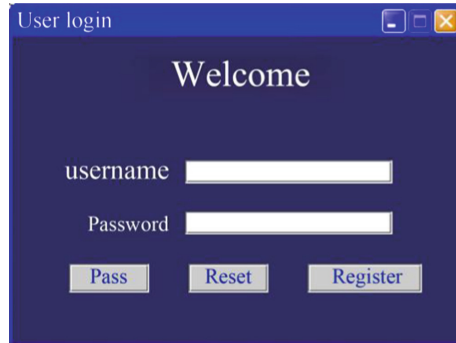 User login
Welcome
username
Password
Pass Reset Register